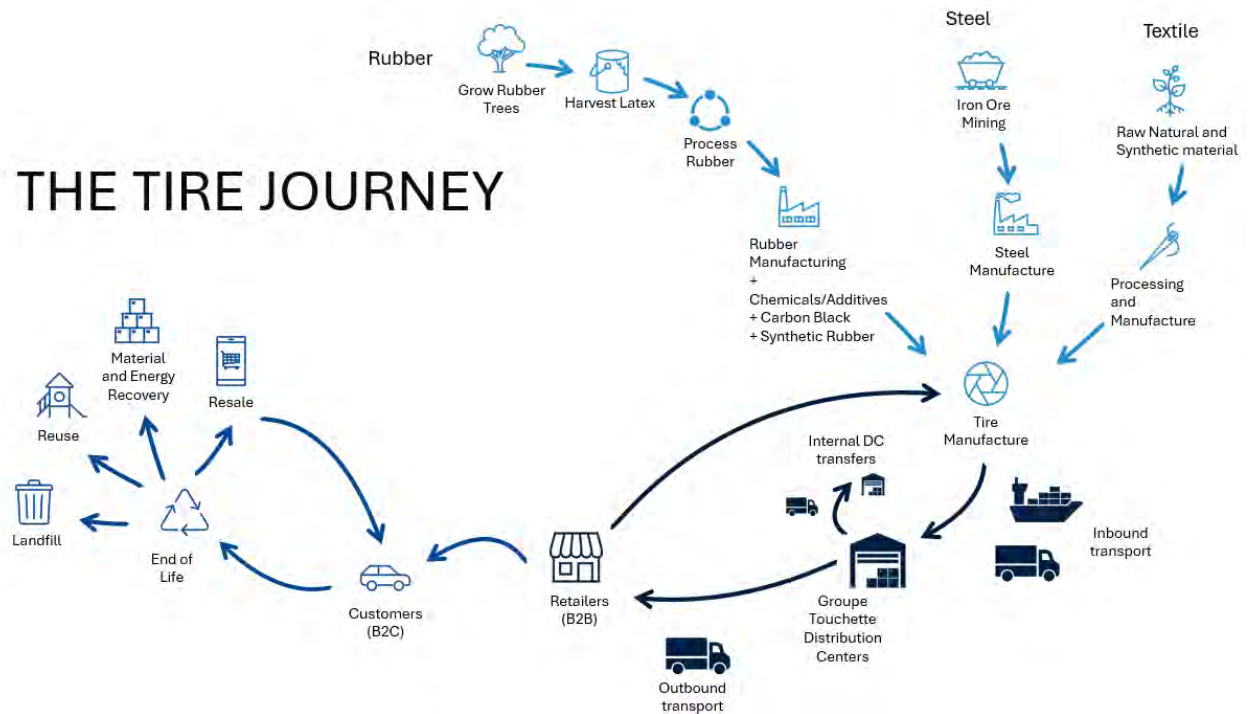 Steel
Textile
Rubber
Grow Rubber
Trees
Harvest Latex
Process
Rubber
Iron Ore
Mining
Raw Natural and
Synthetic material
THE TIRE JOURNEY
Rubber
Manufacturing
+
Chemicals/Additives
+ Carbon Black
+ Synthetic Rubber
Steel
Manufacture
Processing
and
Manufacture
Material
and Energy
Recovery
Resale
Reuse
Landfill
End of
Life
Customers
(B2C)
Retailers
(B2B)
Internal DC
transfers
Tire
Manufacture
Inbound
transport
Groupe
Touchette
Distribution
Centers
Outbound
transport